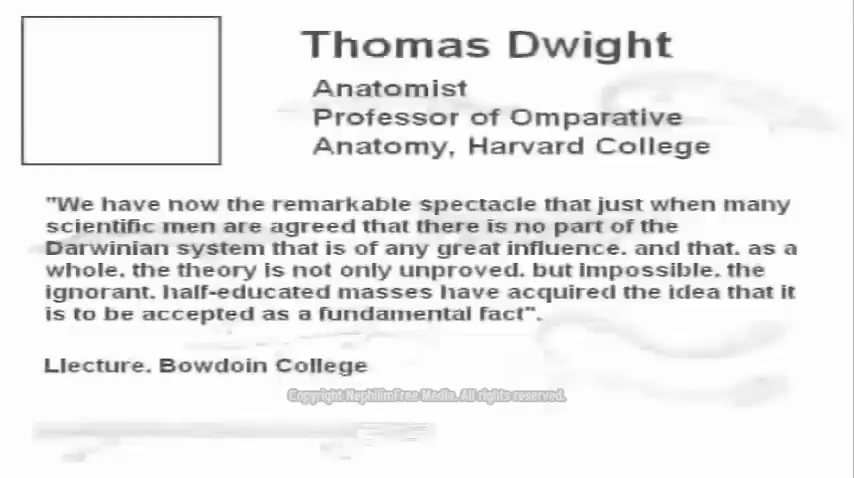 Thomas Dwight
Anatomist
Professor of Omparative
Anatomy, Harvard College
"We have now the remarkable spectacle that just when many
scientific men are agreed that there is no part of the
Darwinian system that is of any great influence. and that. as a
whole. the theory is not only unproved. but impossible. the
ignorant. half-educated masses have acquired the idea that it
is to be accepted as a fundamental fact".
Llecture. Bowdoin College
Copyright NephilimFree Media. All rights reserved.